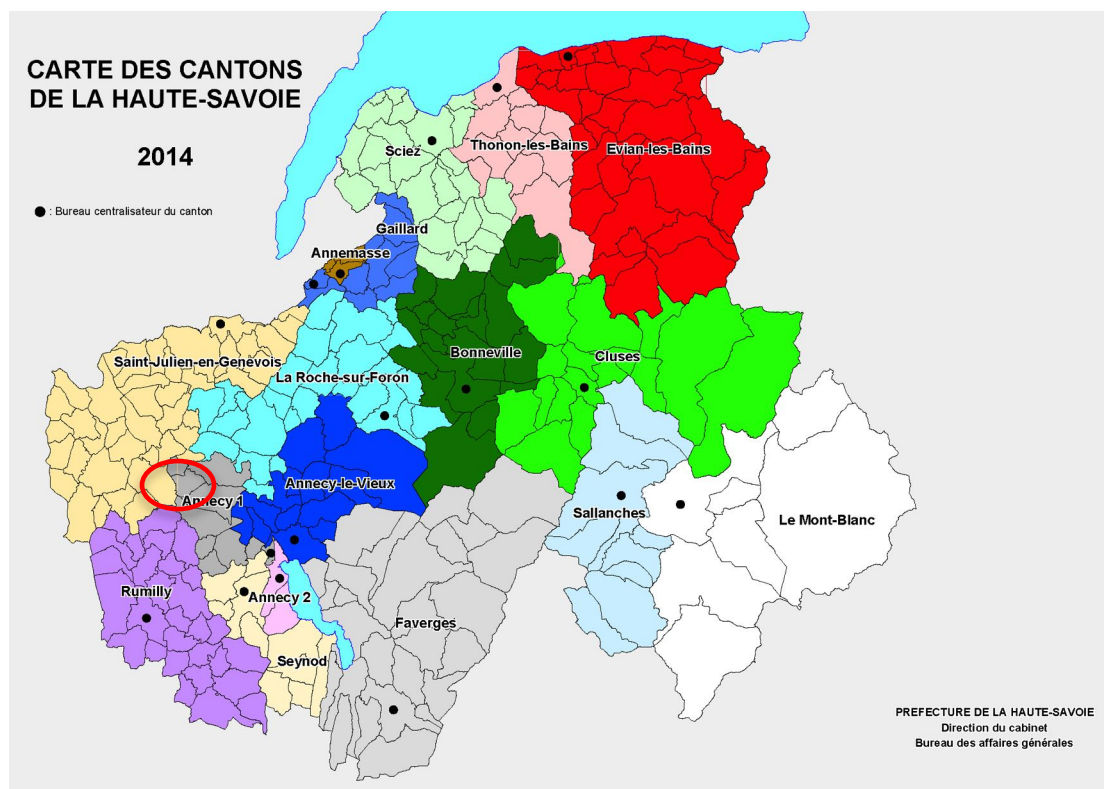 CARTE DES CANTONS
DE LA HAUTE-SAVOIE
2014
: Bureau centralisateur du canton
Sciez
Thonon-les-Bains
Evian-les-Bains
Gaillard
Annemasse
Saint-Julien-en-Genevois
La Roche-sur-Foron
Bonneville
Cluses
Annecy-le-Vieux
Annecy 1
Sallanches
Le Mont-Blanc
Rumilly
Annecy 2
Faverges
Seynod
PREFECTURE DE LA HAUTE-SAVOIE
Direction du cabinet
Bureau des affaires générales